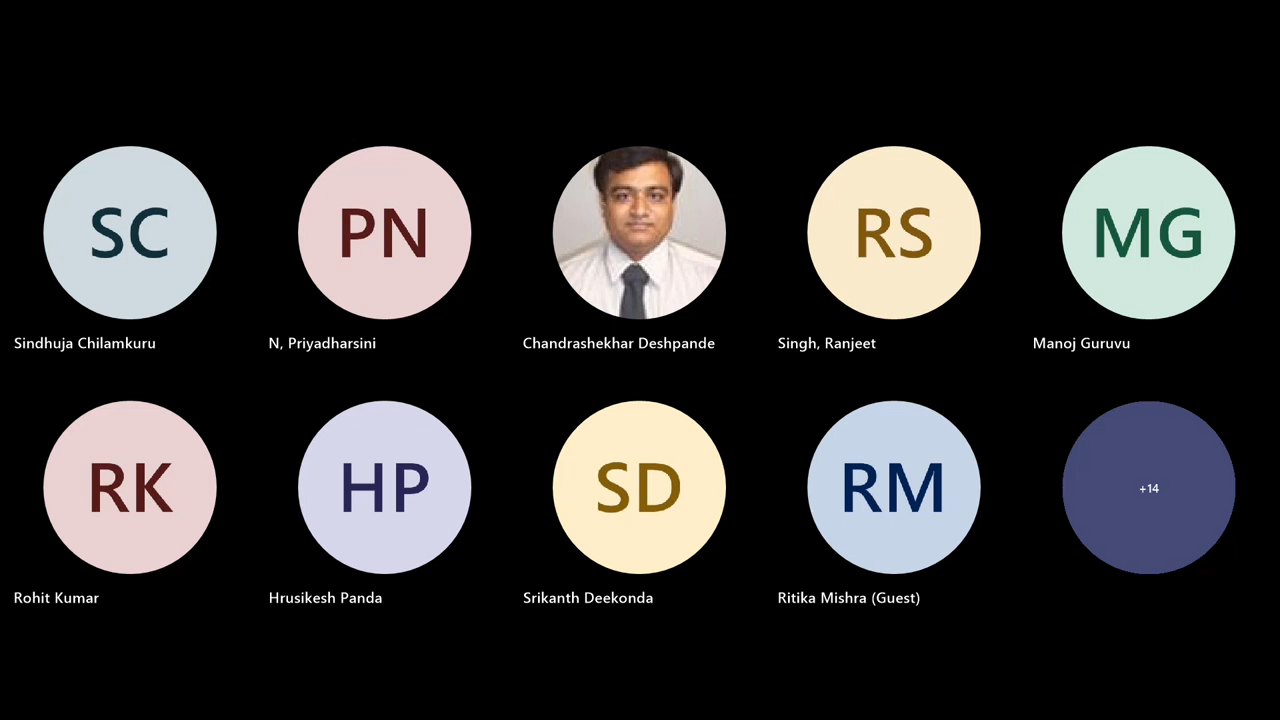 SC
PN
RS
MG
Sindhuja Chilamkuru
N, Priyadharsini
Chandrashekhar Deshpande
Singh, Ranjeet
Manoj Guruvu
RK
HP
SD
RM
+14
Rohit Kumar
Hrusikesh Panda
Srikanth Deekonda
Ritika Mishra (Guest)